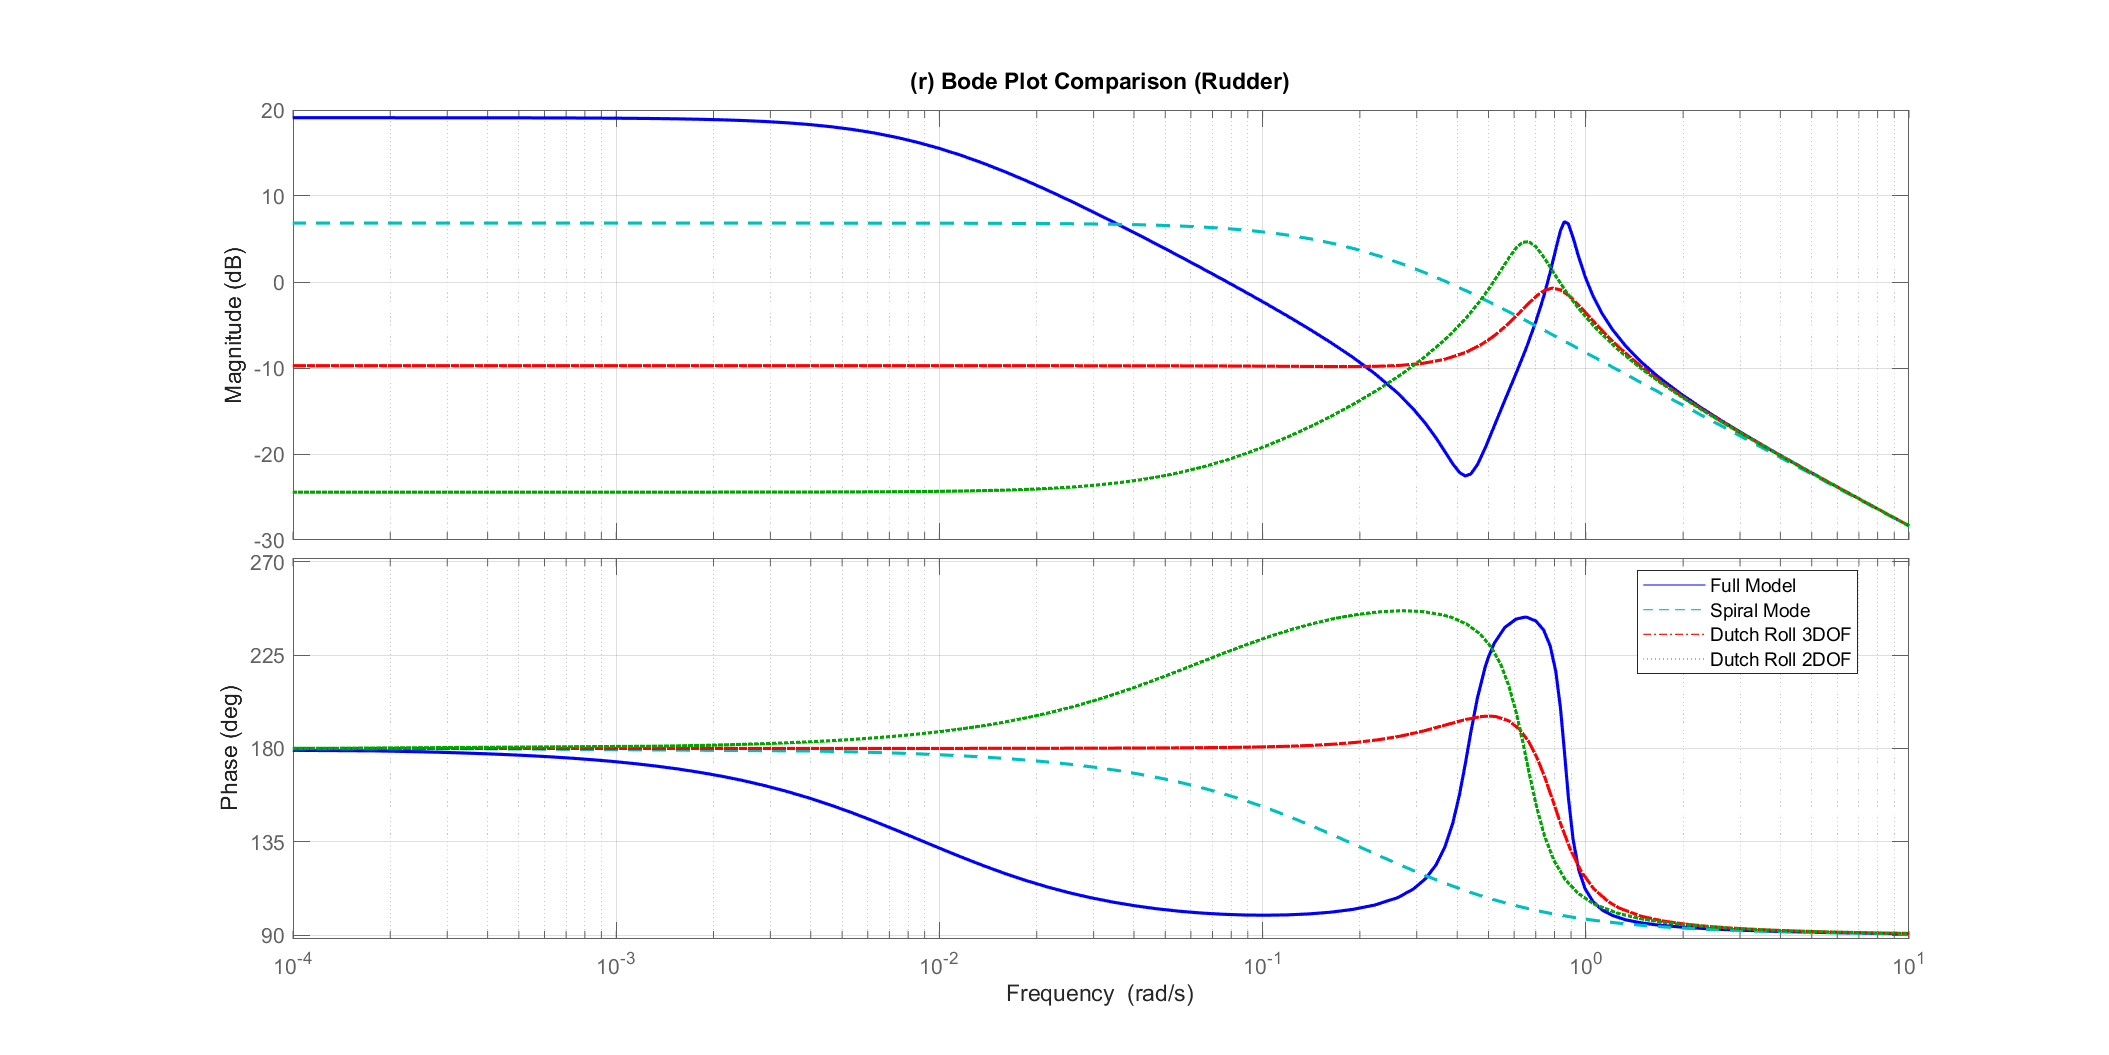 (r) Bode Plot Comparison (Rudder)
20
10
0
-10
-20
-30
Magnitude (dB)
270
225
180
135
90
Phase (deg)
Full Model
Spiral Mode
Dutch Roll 3DOF
Dutch Roll 2DOF
10^-4 10^-3 10^-2 10^-1 10^0 10^1
Frequency (rad/s)